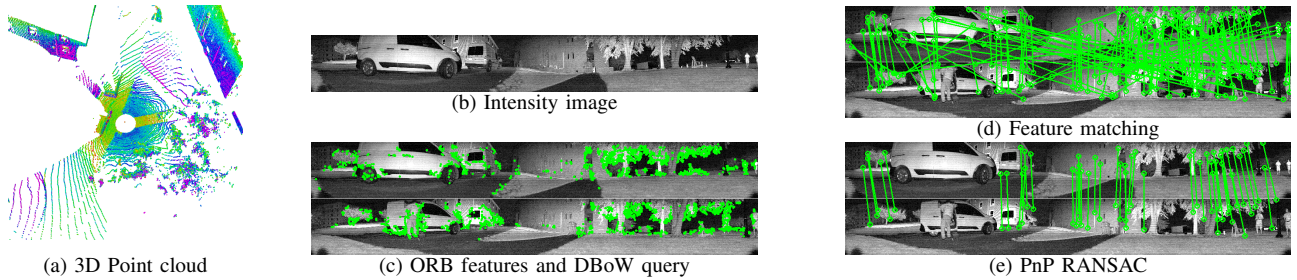 (a) 3D Point cloud
(b) Intensity image
(c) ORB features and DBoW query
(d) Feature matching
(e) PnP RANSAC